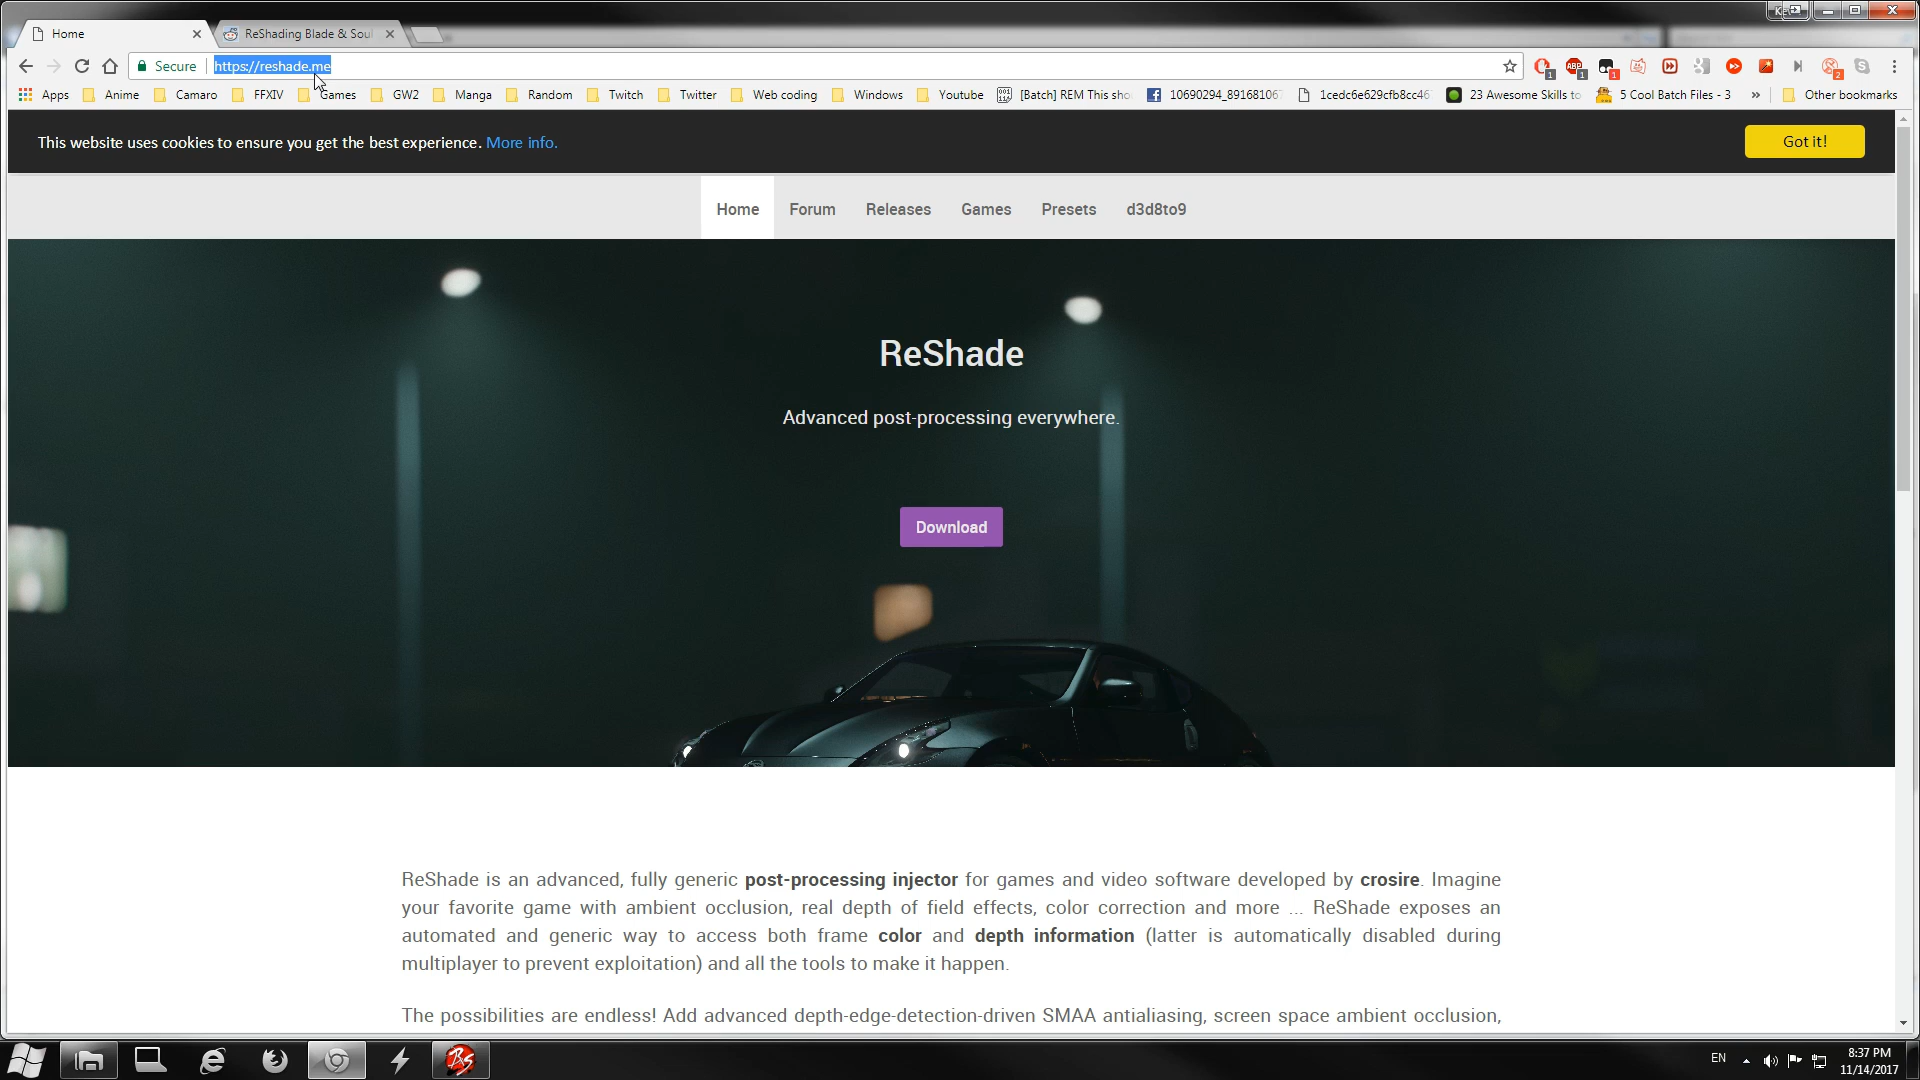 Home
ReShading Blade & Soul
Secure
https://reshade.me
Apps
Anime
Camaro
FFXIV
Games
GW2
Manga
Random
Twitch
Twitter
Web coding
Windows
Youtube
[Batch] REM This sho
10690294_89168106
1cedc6e629cfb8cc46
23 Awesome Skills to
5 Cool Batch Files - 3
»
Other bookmarks
This website uses cookies to ensure you get the best experience. More info.
Got it!
Home
Forum
Releases
Games
Presets
d3d8to9
ReShade
Advanced post-processing everywhere.
Download
ReShade is an advanced, fully generic post-processing injector for games and video software developed by crosire. Imagine
your favorite game with ambient occlusion, real depth of field effects, color correction and more ... ReShade exposes an
automated and generic way to access both frame color and depth information (latter is automatically disabled during
multiplayer to prevent exploitation) and all the tools to make it happen.
The possibilities are endless! Add advanced depth-edge-detection-driven SMAA antialiasing, screen space ambient occlusion,
EN
8:37 PM
11/14/2017